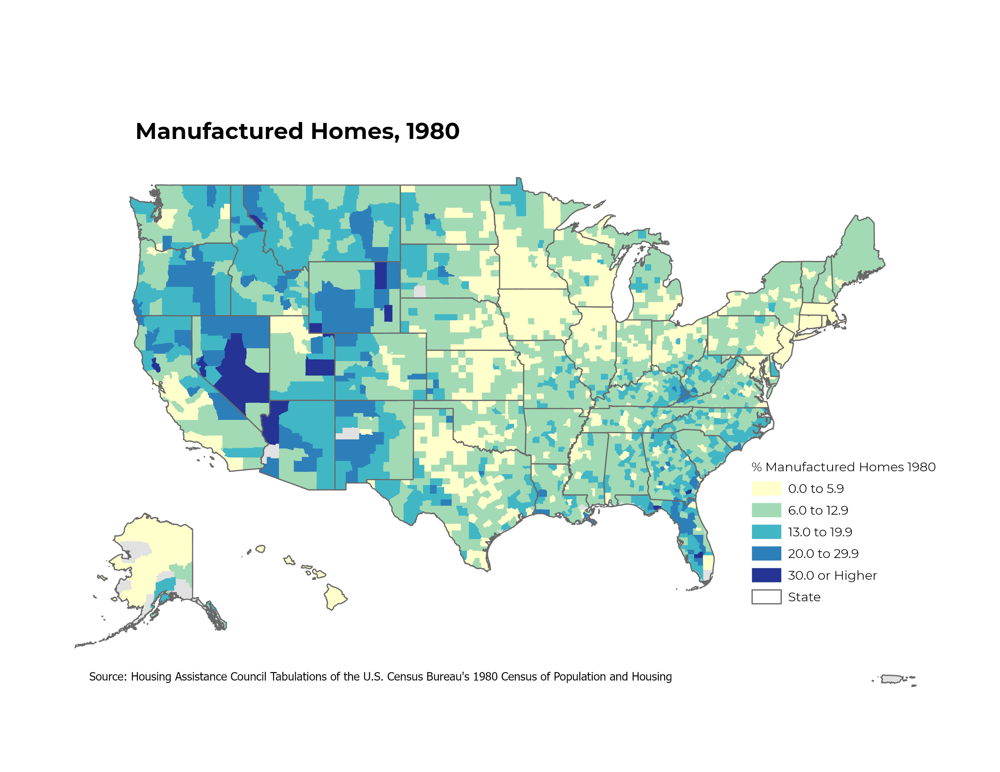 Manufactured Homes, 1980
% Manufactured Homes 1980
0.0 to 5.9
6.0 to 12.9
13.0 to 19.9
20.0 to 29.9
30.0 or Higher
State
Source: Housing Assistance Council Tabulations of the U.S. Census Bureau's 1980 Census of Population and Housing